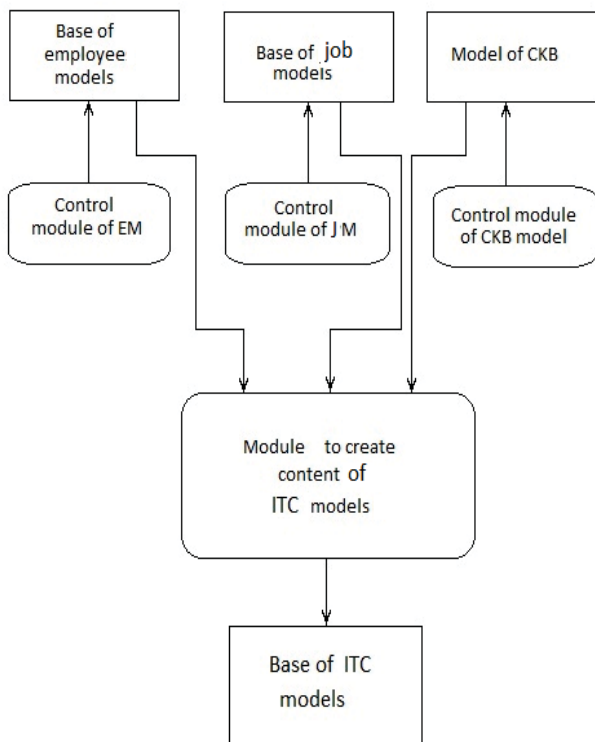 Base of
employee
models
Base of job
models
Model of CKB
Control
module of EM
Control
module of J'M
Control module
of CKB model
Module to create
content of
ITC models
Base of ITC
models